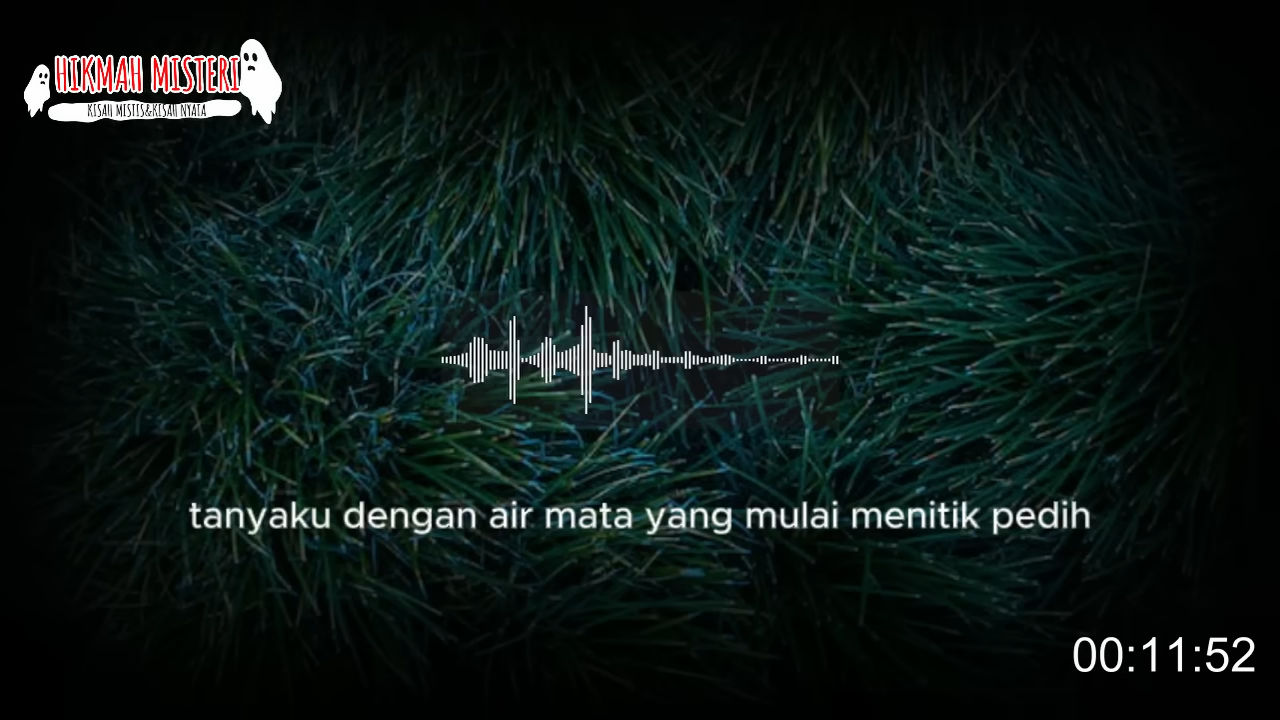 HIKMAH MISTERI
KISAH MISTIS&KISAH NYATA
tanyaku dengan air mata yang mulai menitik pedih
00:11:52